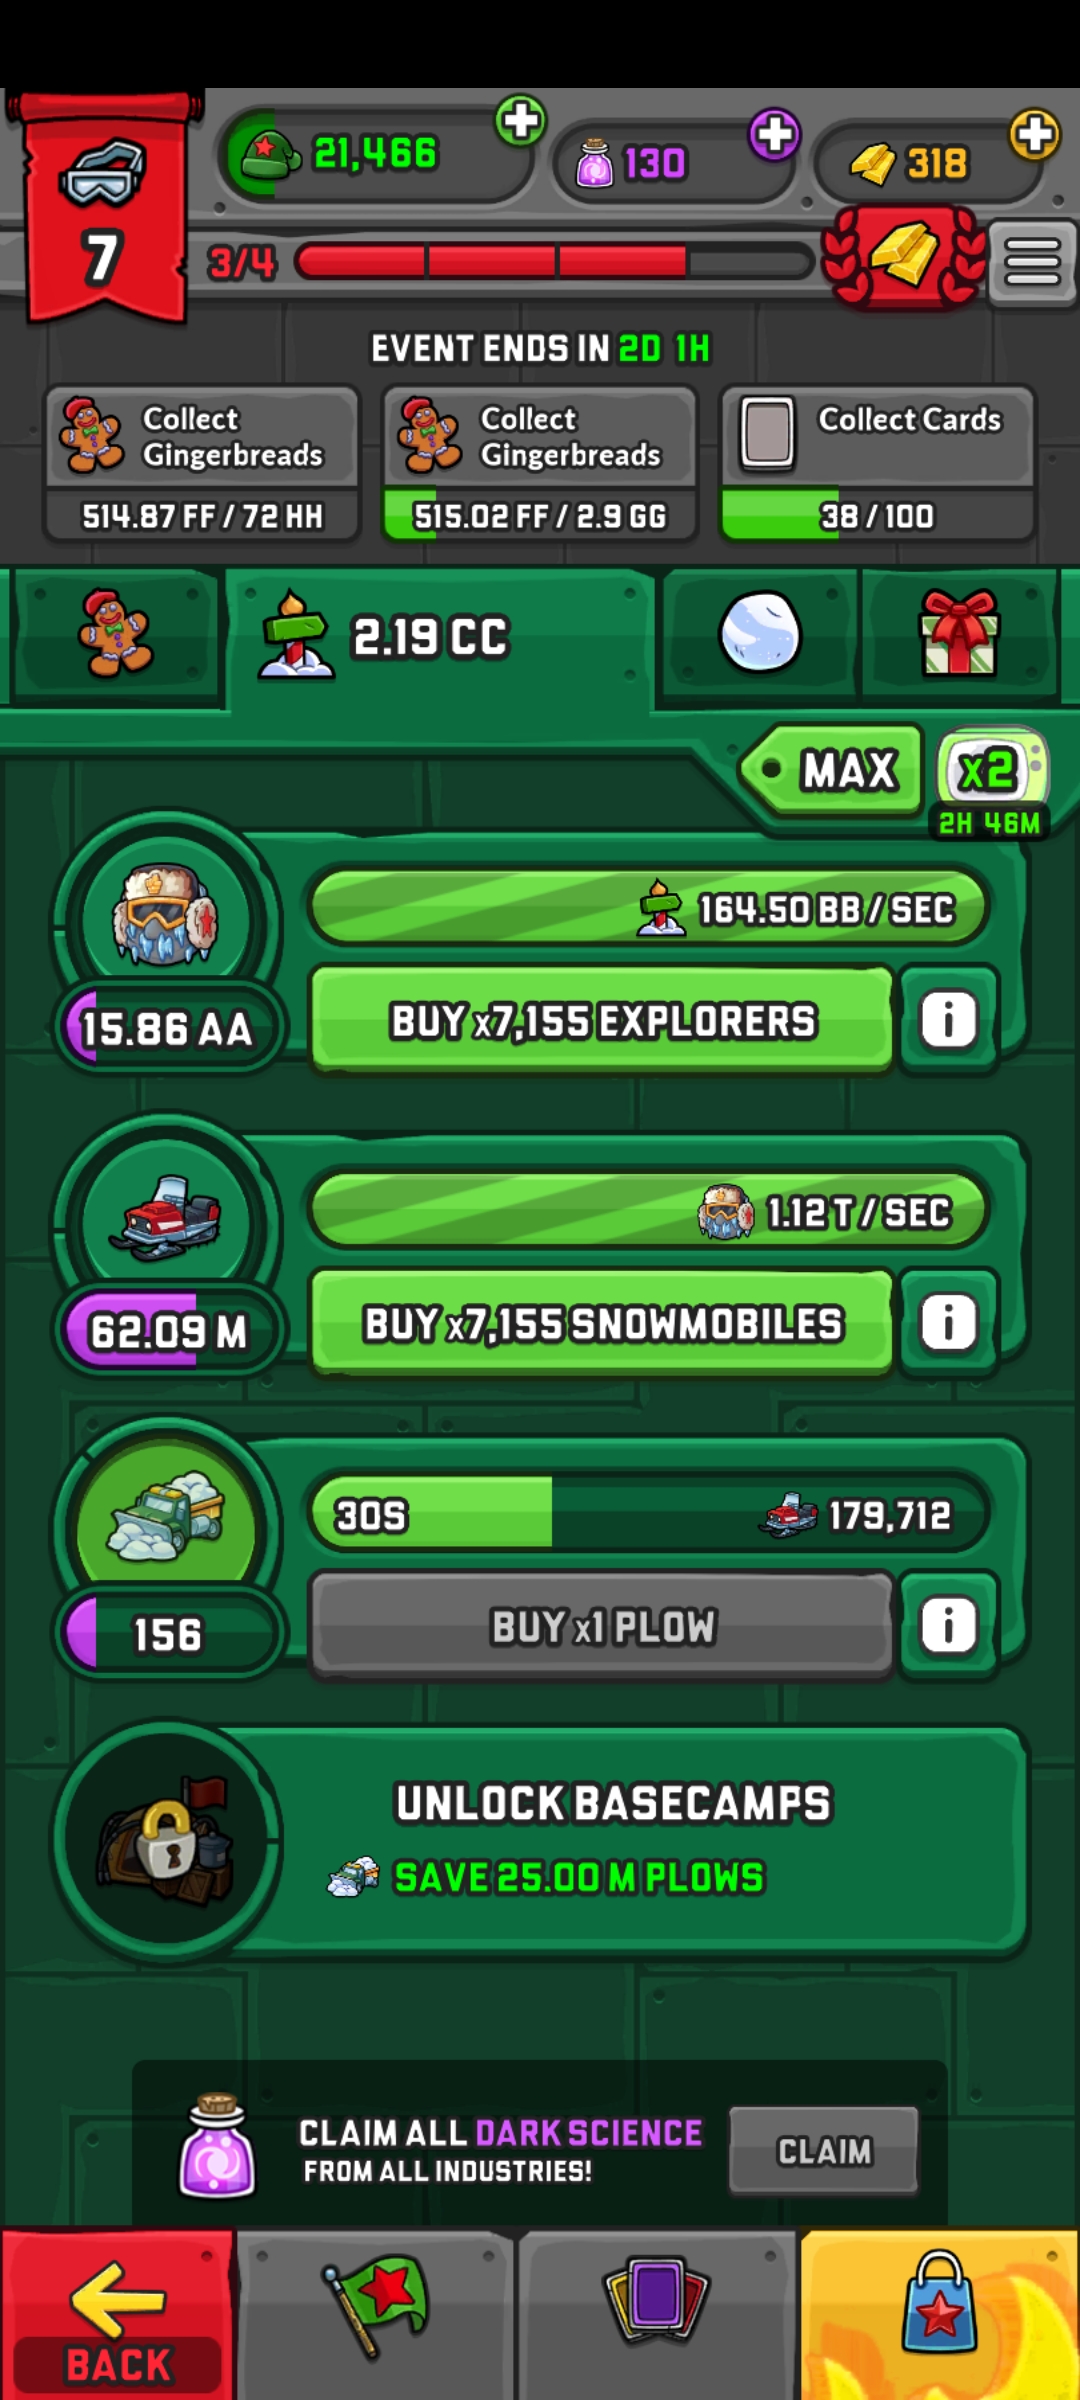 21,466
130
318
7
3/4
EVENT ENDS IN 2D 1H
Collect
Gingerbreads
514.87 FF / 72 HH
Collect
Gingerbreads
515.02 FF / 2.9 GG
Collect Cards
38 / 100
2.19 CC
MAX
x2
2H 46M
164.50 BB / SEC
15.86 AA
BUY x7,155 EXPLORERS
i
1.12 T / SEC
62.09 M
BUY x7,155 SNOWMOBILES
i
30S
179,712
156
BUY x1 PLOW
i
UNLOCK BASECAMPS
SAVE 25.00 M PLOWS
CLAIM ALL DARK SCIENCE
FROM ALL INDUSTRIES!
CLAIM
BACK